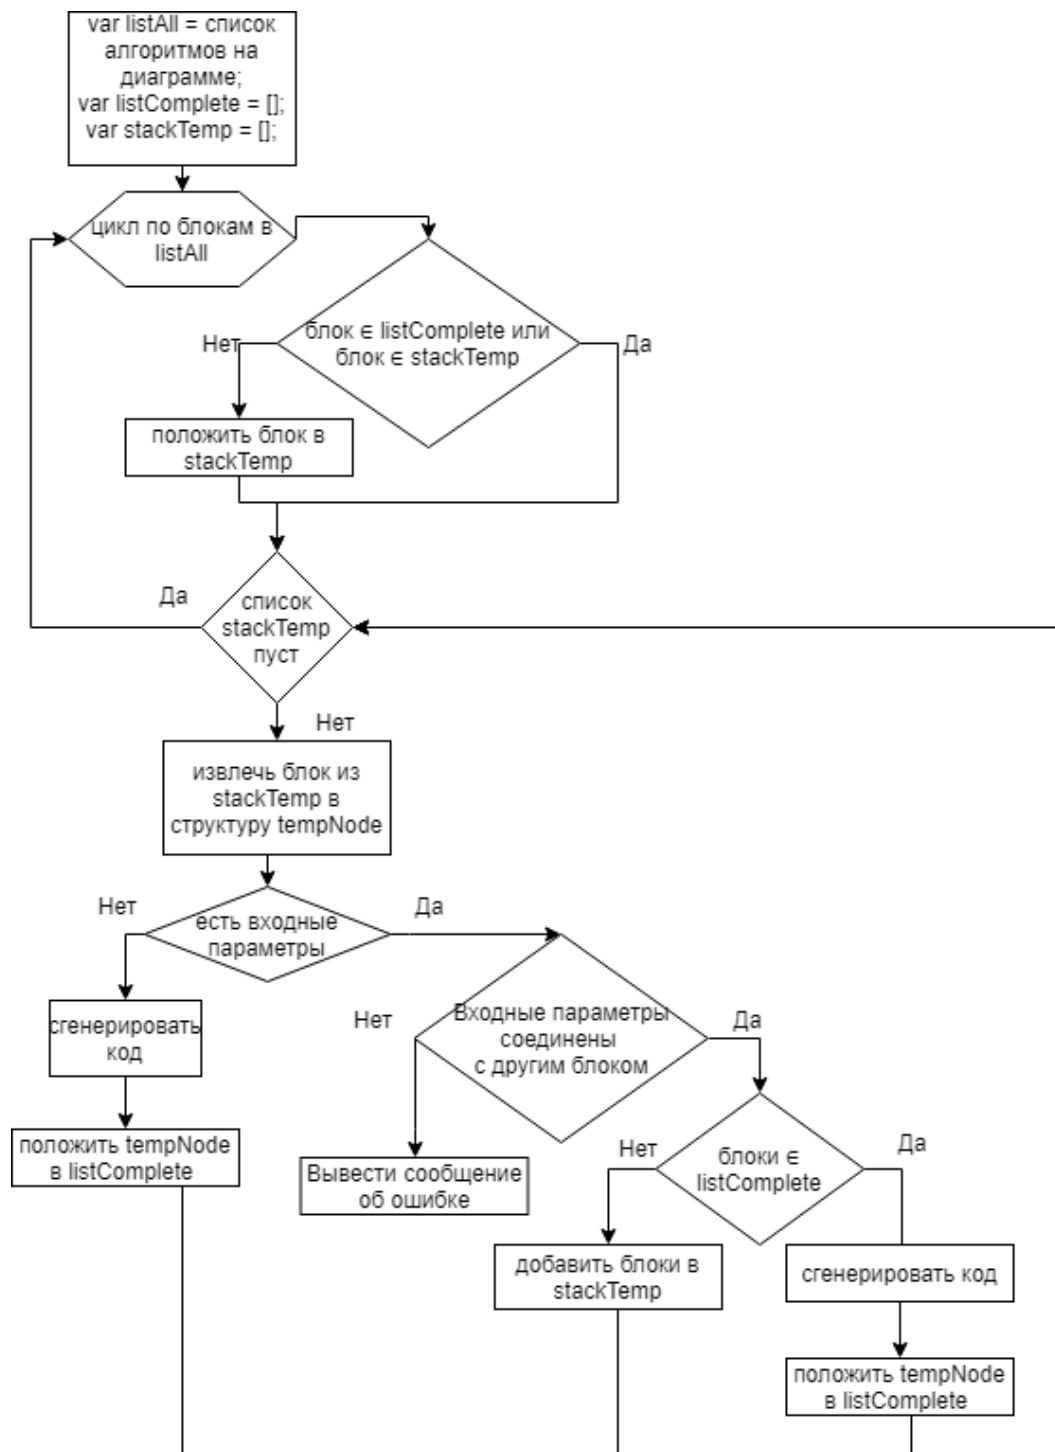 var listAll = список
алгоритмов на
диаграмме;
var listComplete = [];
var stackTemp = [];
цикл по блокам в
listAll
блок ∈ listComplete или
блок ∈ stackTemp
Нет
Да
положить блок в
stackTemp
Да
список
stackTemp
пуст
Нет
извлечь блок из
stackTemp в
структуру tempNode
Нет
есть входные
параметры
Да
сгенерировать
код
положить tempNode
в listComplete
Нет
Входные параметры
соединены
с другим блоком
Да
Вывести сообщение
об ошибке
Нет
блоки ∈
listComplete
Да
добавить блоки в
stackTemp
сгенерировать код
положить tempNode
в listComplete